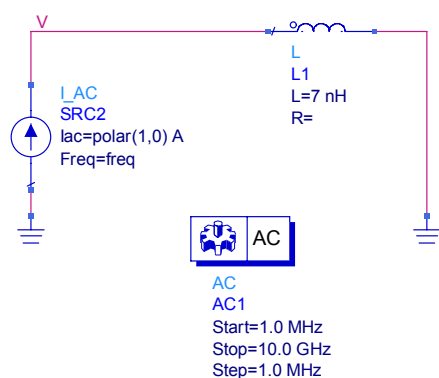 V
L
L1
L=7 nH
R=
I_AC
SRC2
Iac=polar(1,0) A
Freq=freq
AC
AC
AC1
Start=1.0 MHz
Stop=10.0 GHz
Step=1.0 MHz